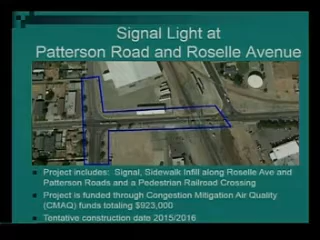 Signal Light at
Patterson Road and Roselle Avenue
Project includes: Signal, Sidewalk Infill along Roselle Ave and
Patterson Roads and a Pedestrian Railroad Crossing
Project is funded through Congestion Mitigation Air Quality
(CMAQ) funds totaling $923,000
Tentative construction date 2015/2016